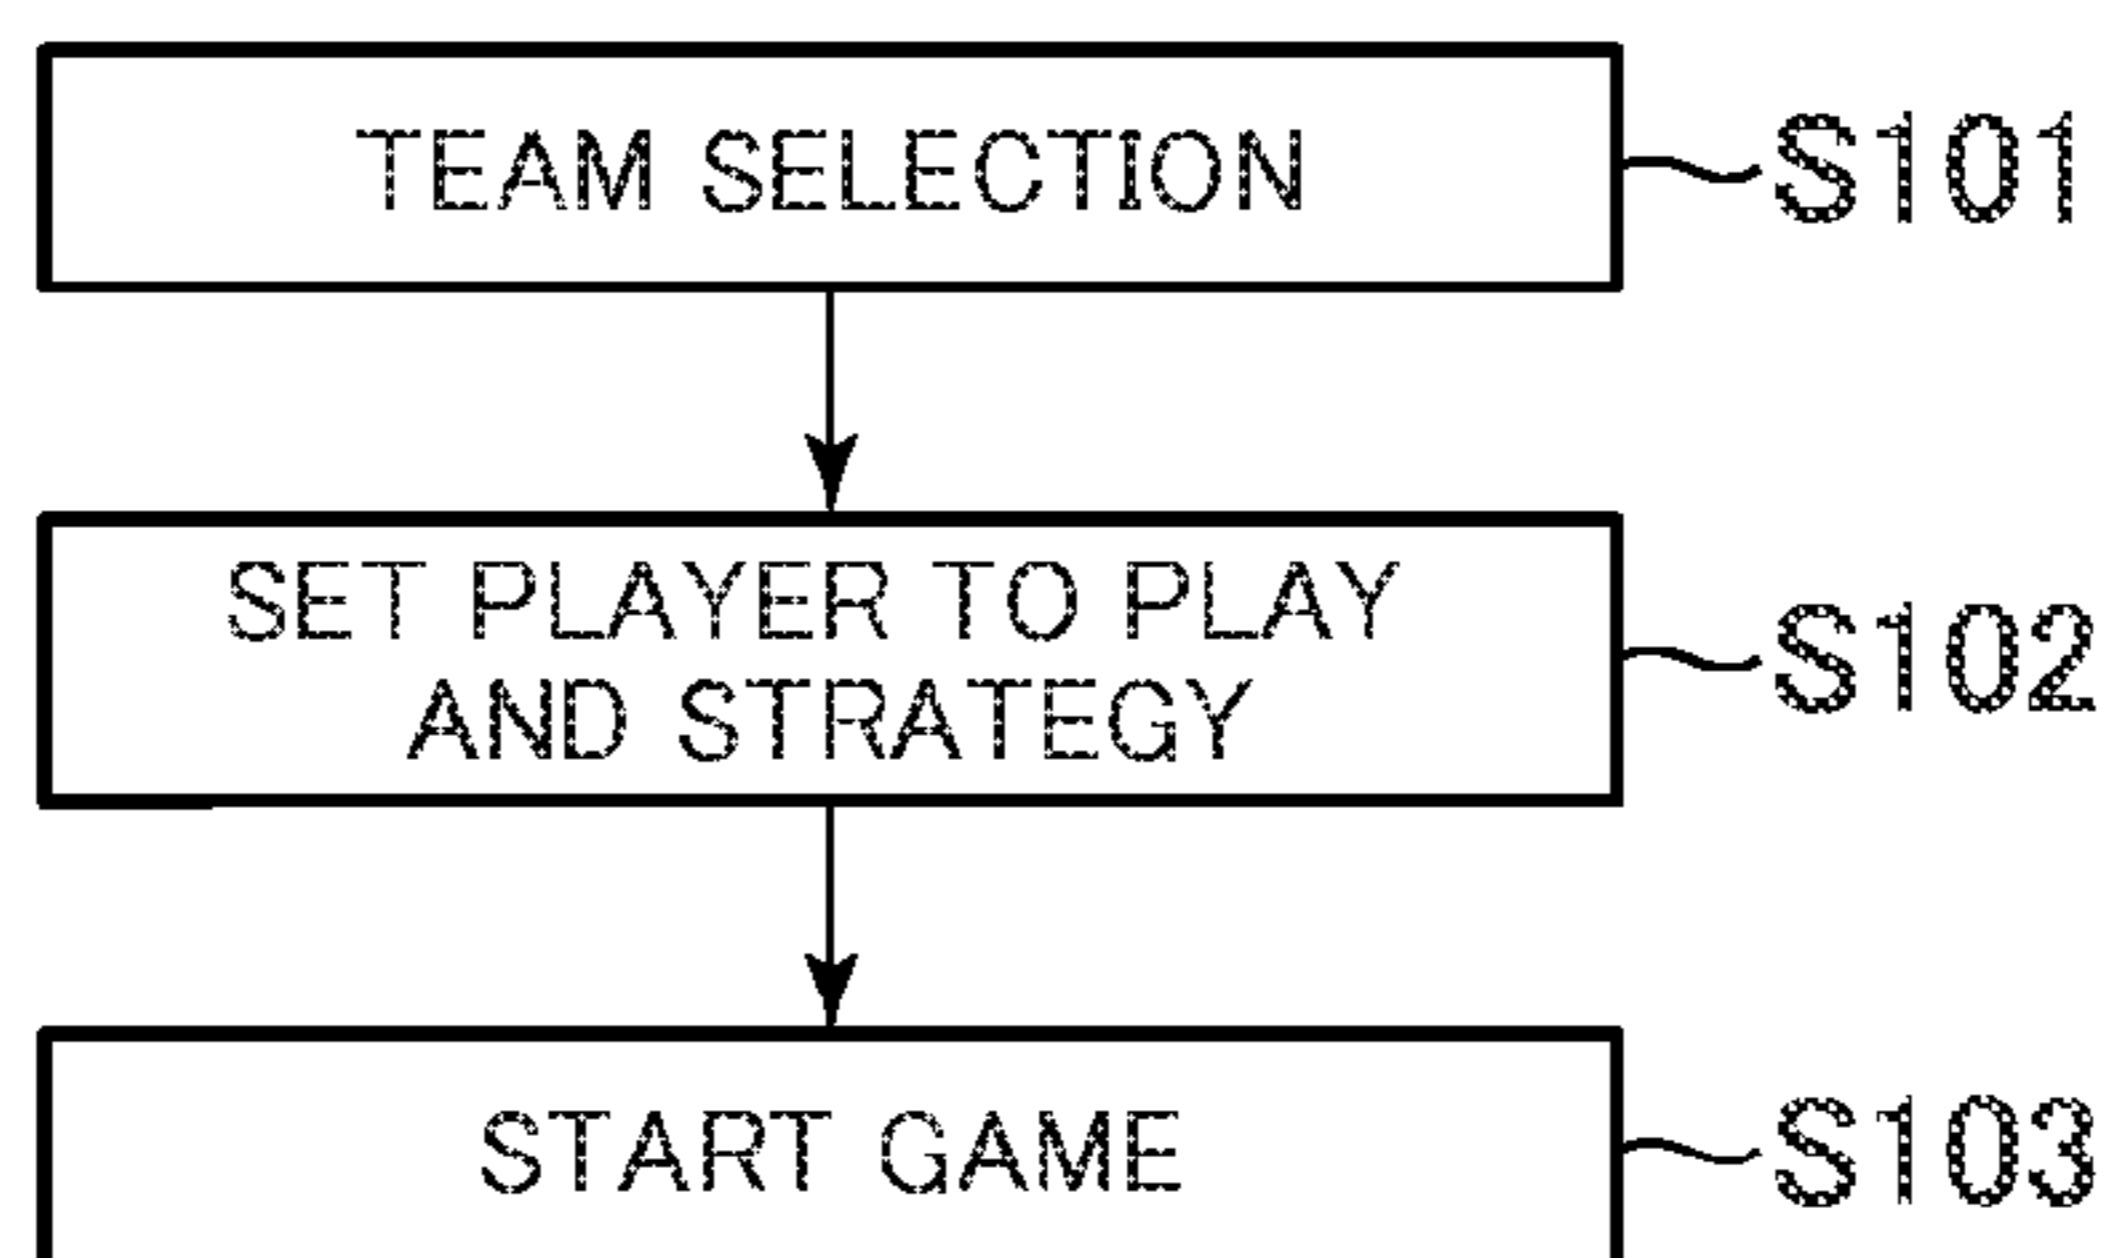 TEAM SELECTION
S101
SET PLAYER TO PLAY
AND STRATEGY
S102
START GAME
S103